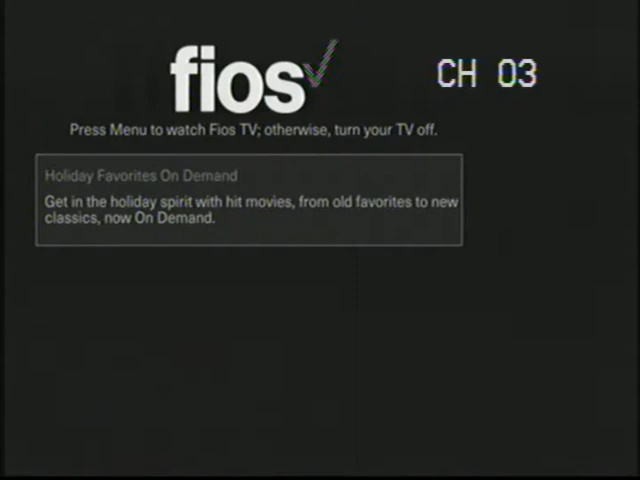 fios
CH 03
Press Menu to watch Fios TV; otherwise, turn your TV off.
Holiday Favorites On Demand
Get in the holiday spirit with hit movies, from old favorites to new
classics, now On Demand.